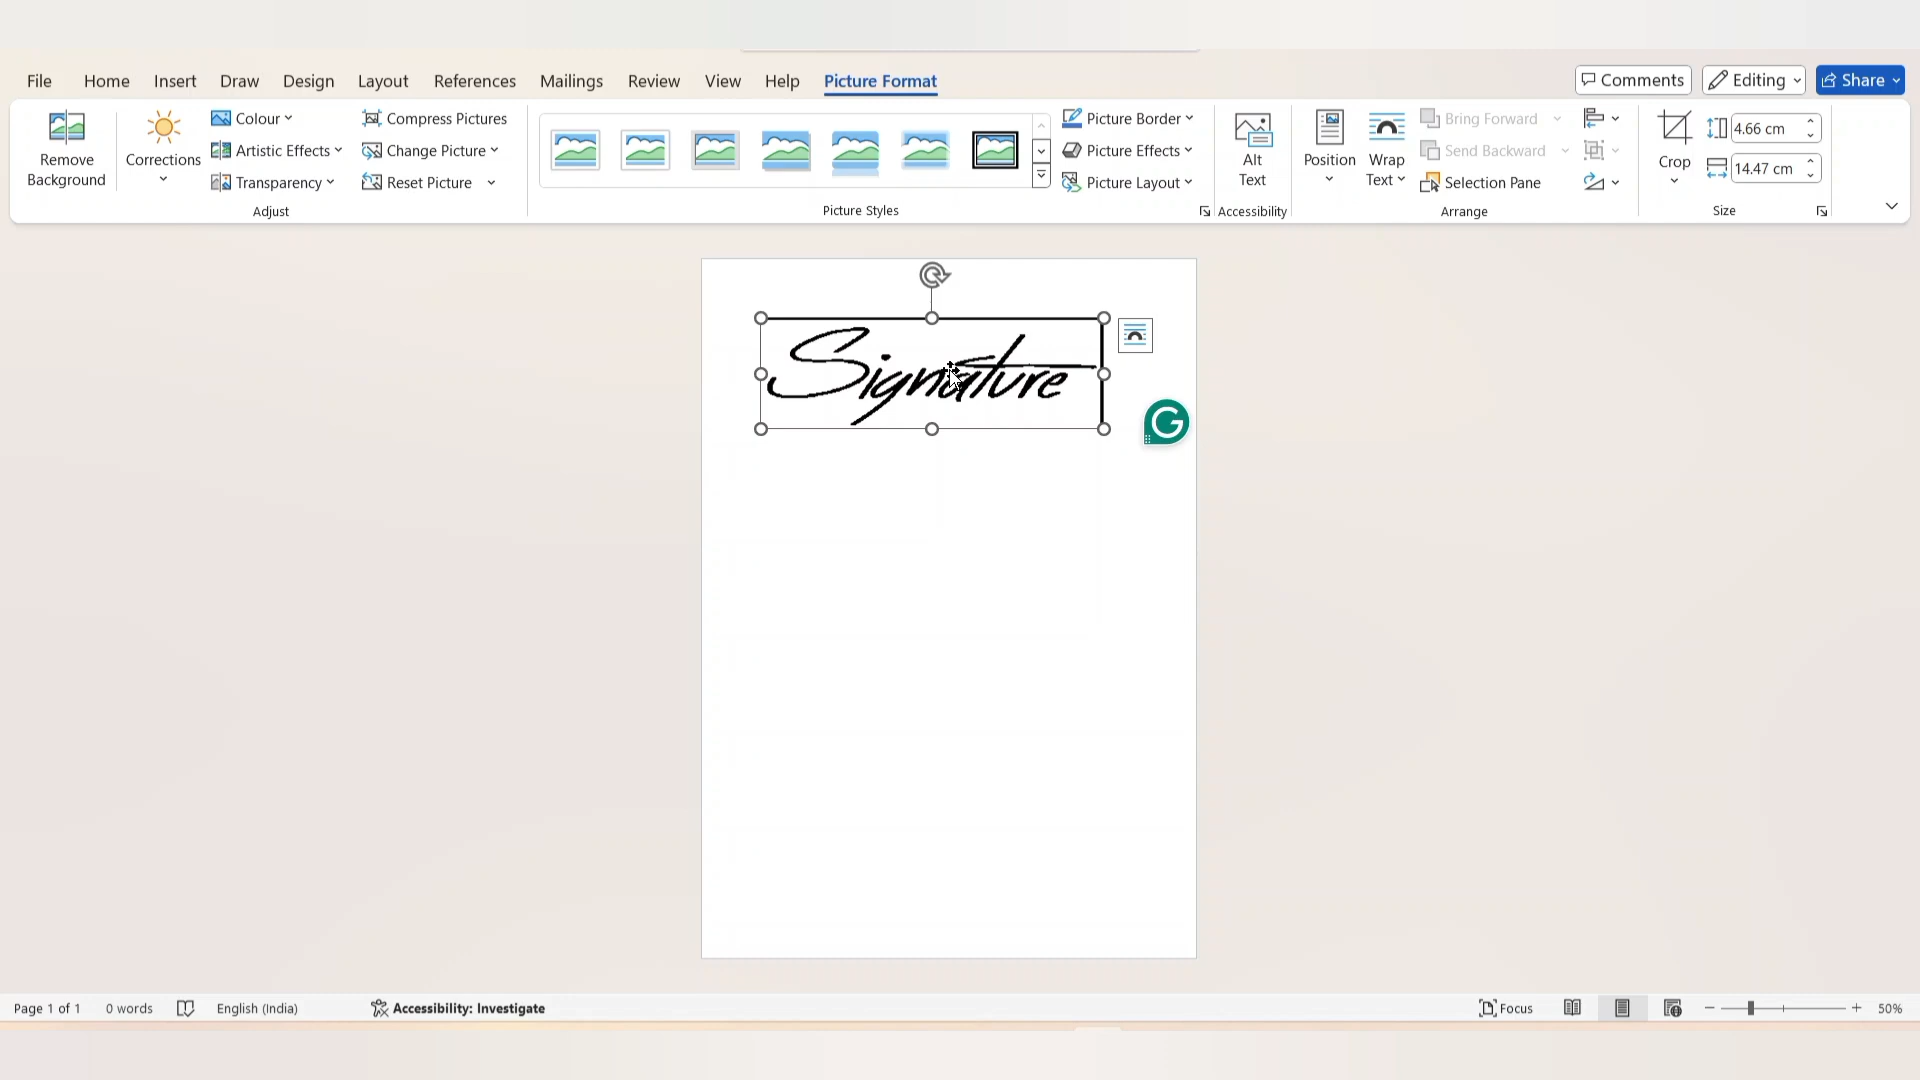 File Home Insert Draw Design Layout References Mailings Review View Help Picture Format Comments Editing Share
Remove Background
Corrections
Colour
Artistic Effects
Transparency
Compress Pictures
Change Picture
Reset Picture
Adjust
Picture Styles
Picture Border
Picture Effects
Picture Layout
Alt Text
Accessibility
Position
Wrap Text
Bring Forward
Send Backward
Selection Pane
Arrange
Crop
4.66 cm
14.47 cm
Size
Signature
G
Page 1 of 1 0 words English (India) Accessibility: Investigate Focus 50%